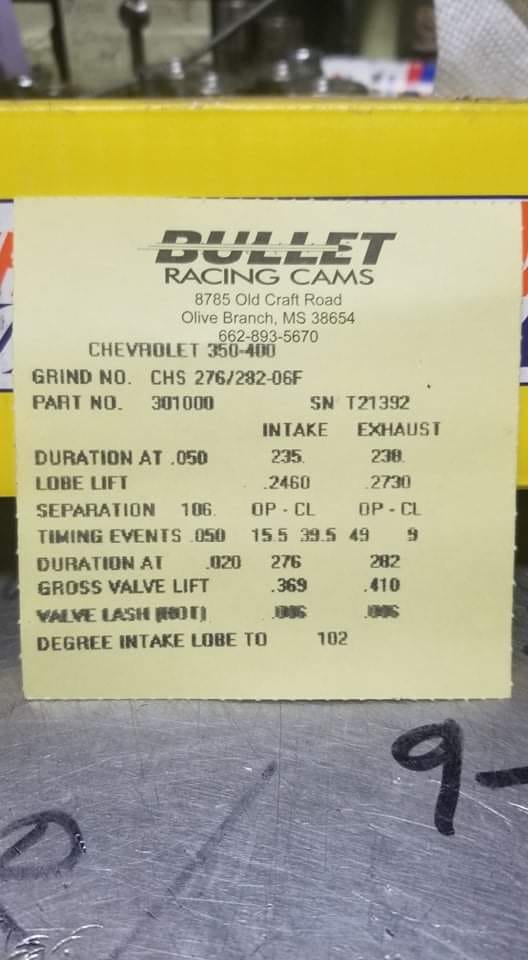 BULLET
RACING CAMS
8785 Old Craft Road
Olive Branch, MS 38654
662-893-5670
CHEVROLET 350-400
GRIND NO. CHS 276/282-06F
PART NO. 301000 SN T21392
INTAKE EXHAUST
DURATION AT .050 235. 238.
LOBE LIFT .2460 .2730
SEPARATION 106. OP - CL OP - CL
TIMING EVENTS .050 15.5 39.5 49 9
DURATION AT .020 276 282
GROSS VALVE LIFT .369 .410
VALVE LASH (HOT) .006 .006
DEGREE INTAKE LOBE TO 102
9-